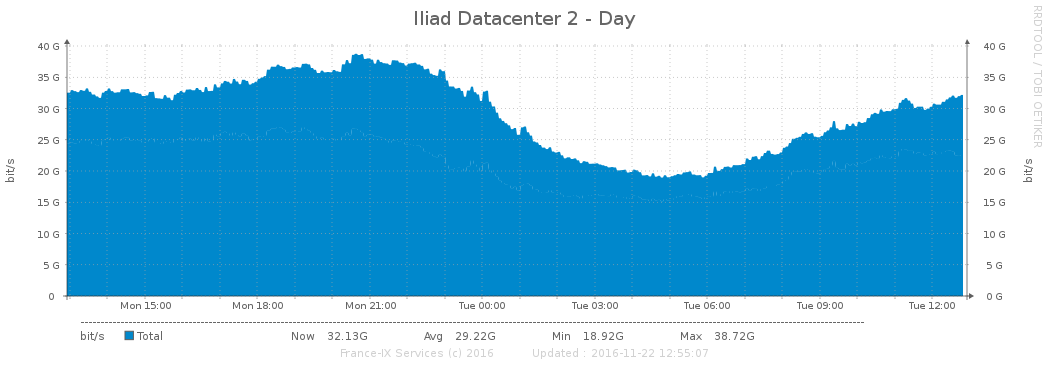 Iliad Datacenter 2 - Day
RRDTOOL / TOBI OETIKER
40 G 40 G
35 G 35 G
30 G 30 G
25 G 25 G
20 G 20 G
15 G 15 G
10 G 10 G
5 G 5 G
0 0 G
bit/s bit/s
Mon 15:00 Mon 18:00 Mon 21:00 Tue 00:00 Tue 03:00 Tue 06:00 Tue 09:00 Tue 12:00
bit/s Total Now 32.13G Avg 29.22G Min 18.92G Max 38.72G
France-IX Services (c) 2016 Updated : 2016-11-22 12:55:07